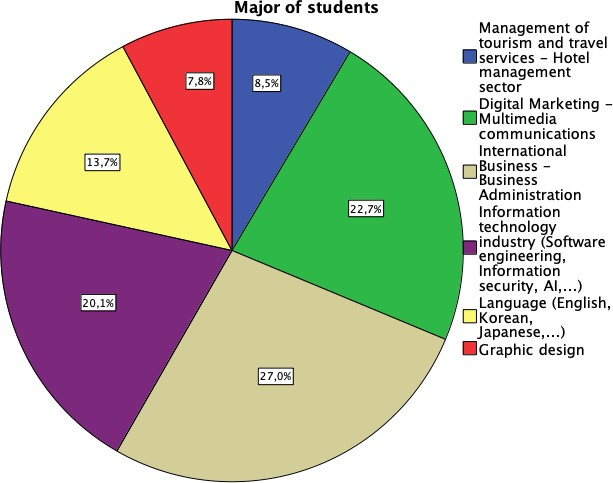 Major of students
Management of
tourism and travel
services - Hotel
management
sector
Digital Marketing -
Multimedia
communications
International
Business -
Business
Administration
Information
technology
industry (Software
engineering,
Information
security, AI,...)
Language (English,
Korean,
Japanese,...)
Graphic design
7,8%
8,5%
13,7%
22,7%
20,1%
27,0%